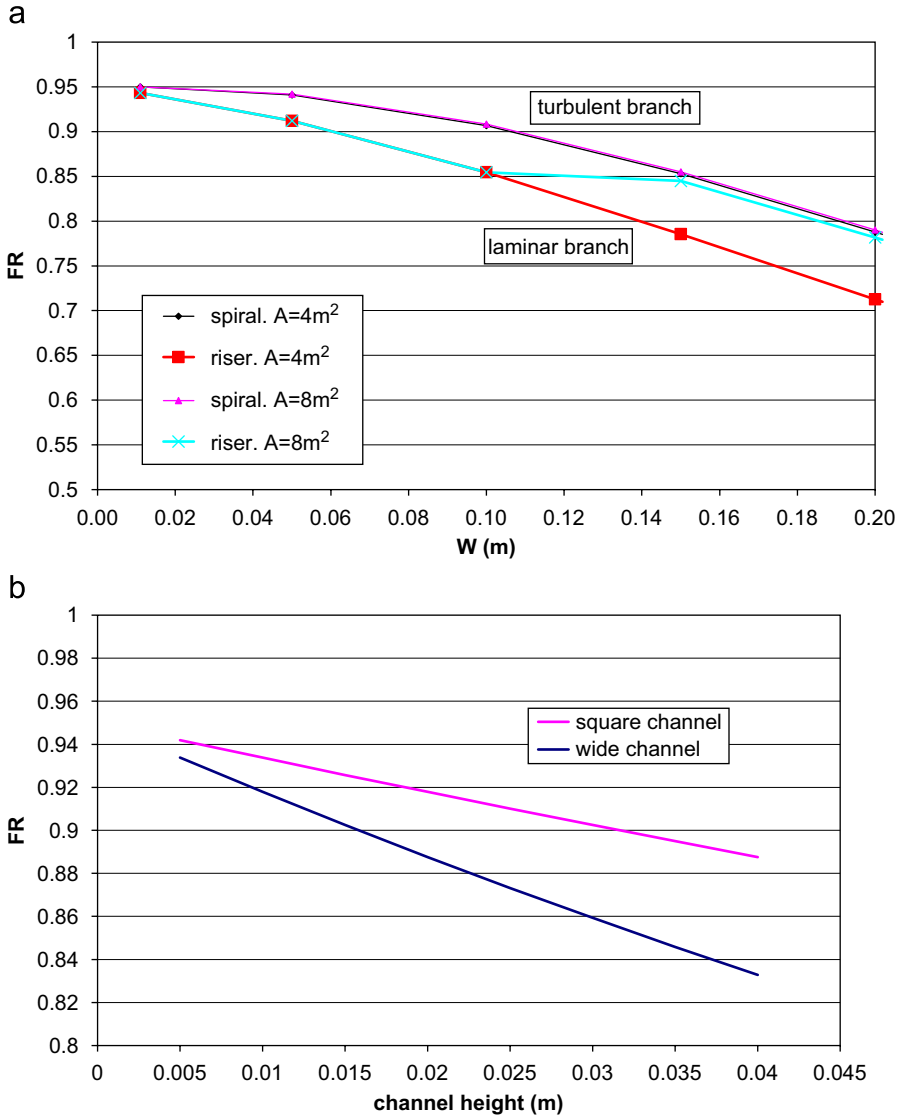 a
1
0.95
turbulent branch
0.9
0.85
0.8
laminar branch
FR
0.75
spiral. A=4m²
0.7
riser. A=4m²
0.65
spiral. A=8m²
0.6
riser. A=8m²
0.55
0.5
0.00 0.02 0.04 0.06 0.08 0.10 0.12 0.14 0.16 0.18 0.20
W (m)
b
1
0.98
0.96
square channel
0.94
wide channel
0.92
FR
0.9
0.88
0.86
0.84
0.82
0.8
0 0.005 0.01 0.015 0.02 0.025 0.03 0.035 0.04 0.045
channel height (m)